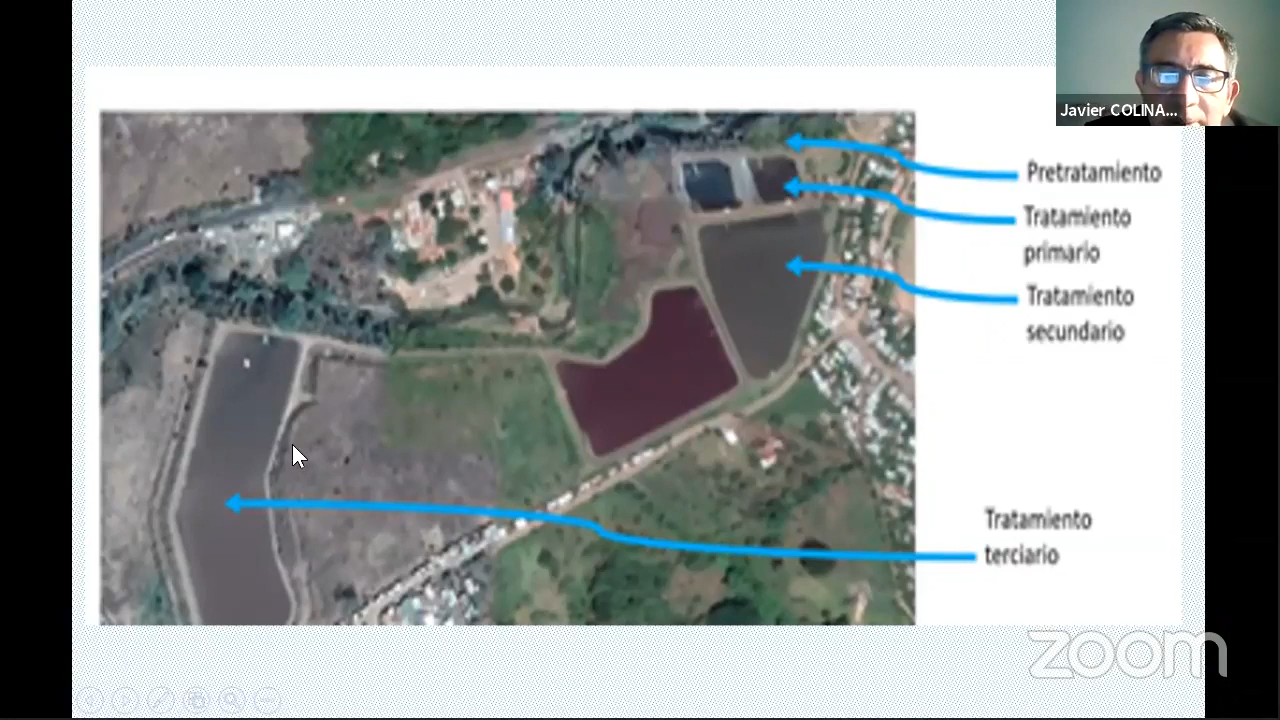 Javier COLINA...
Pretratamiento
Tratamiento
primario
Tratamiento
secundario
Tratamiento
terciario
zoom